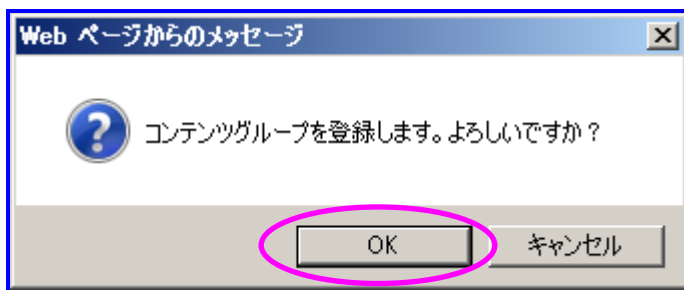 Web ページからのメッセージ
コンテンツグループを登録します。よろしいですか？
OK
キャンセル